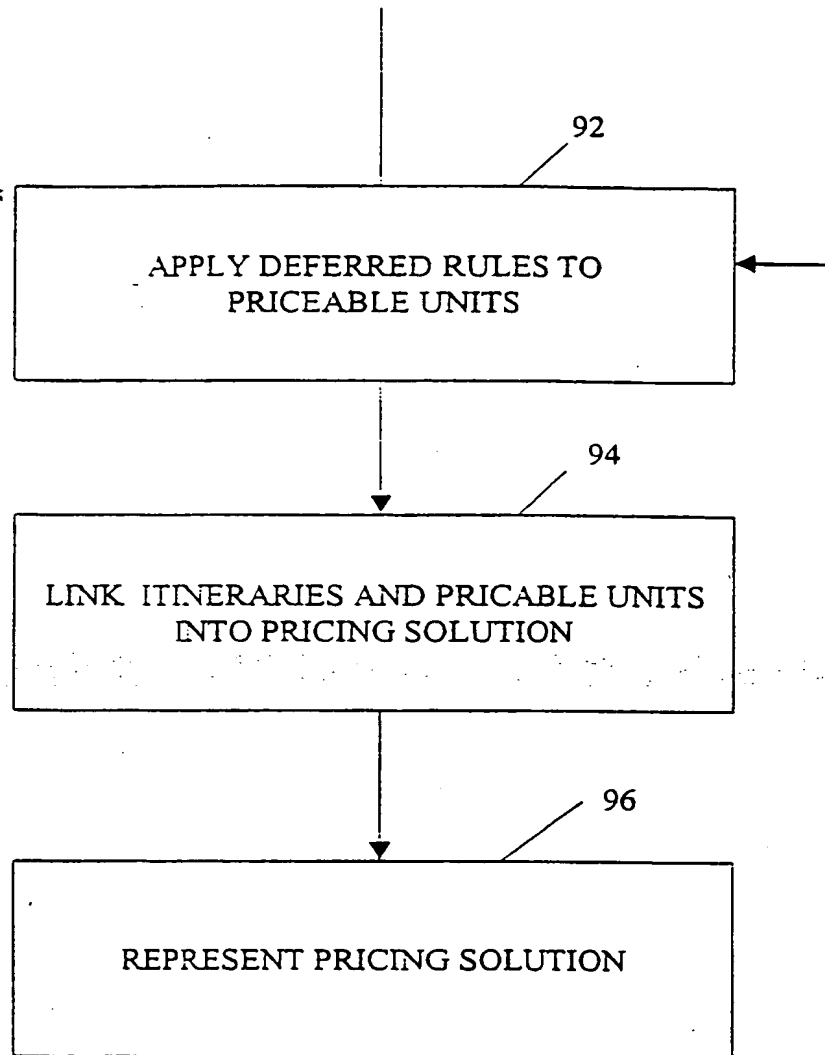 92
APPLY DEFERRED RULES TO
PRICEABLE UNITS
94
LINK ITINERARIES AND PRICABLE UNITS
INTO PRICING SOLUTION
96
REPRESENT PRICING SOLUTION